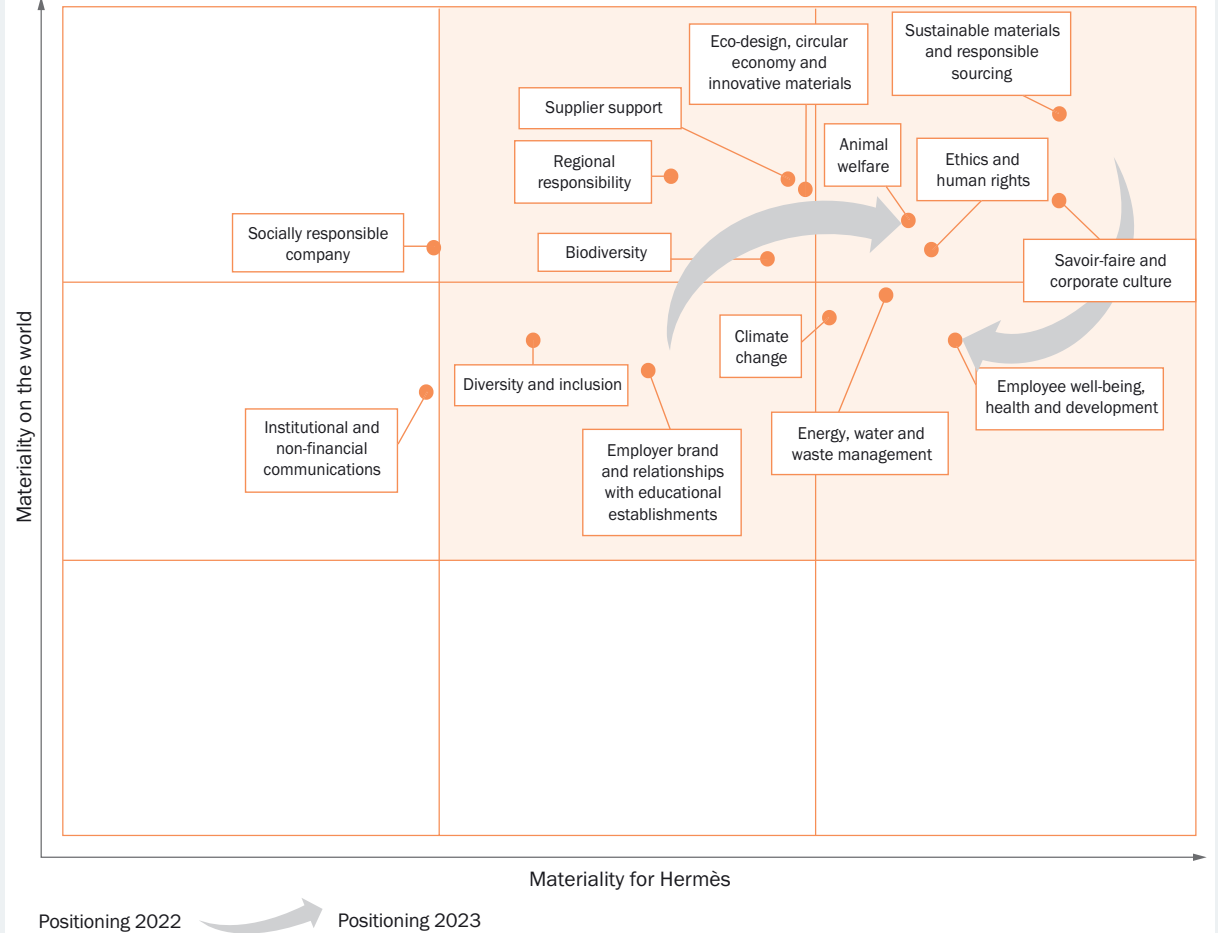 Materiality on the world
Sustainable materials
and responsible
sourcing
Eco-design, circular
economy and
innovative materials
Supplier support
Animal
welfare
Regional
responsibility
Ethics and
human rights
Socially responsible
company
Biodiversity
Savoir-faire and
corporate culture
Climate
change
Diversity and inclusion
Employee well-being,
health and development
Institutional and
non-financial
communications
Energy, water and
waste management
Employer brand
and relationships
with educational
establishments
Materiality for Hermès
Positioning 2022
Positioning 2023